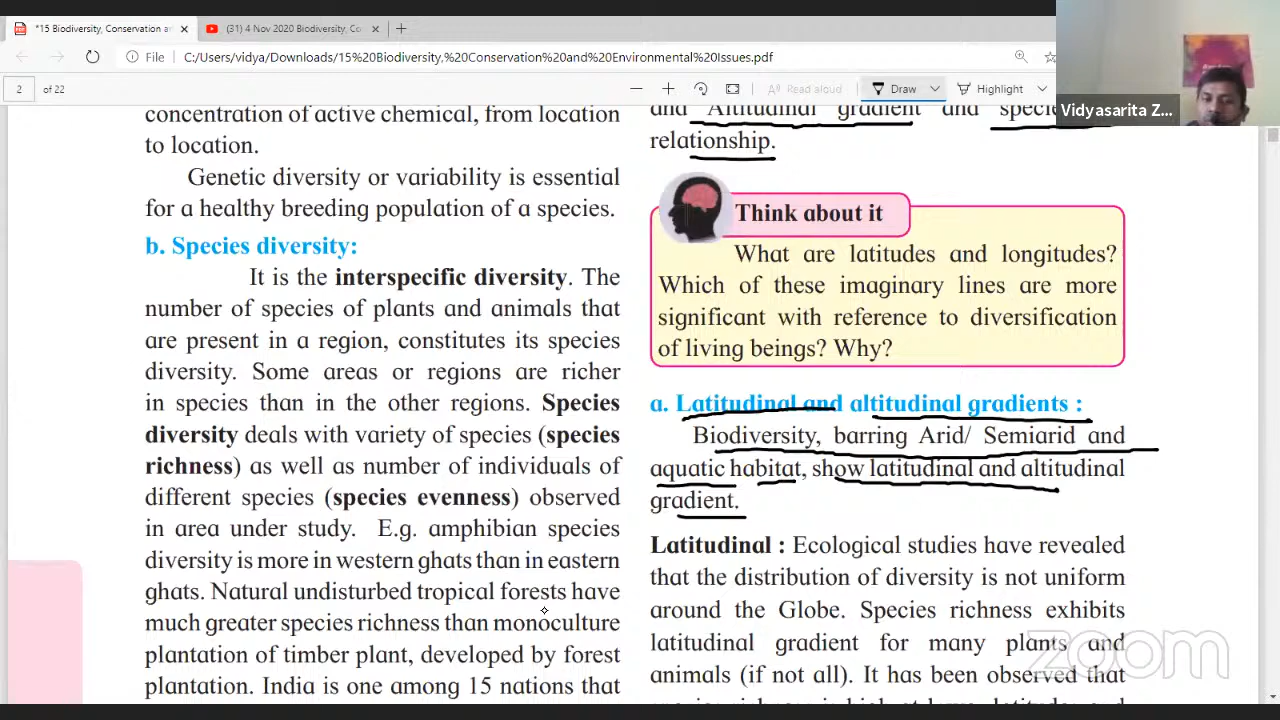 *15 Biodiversity, Conservation an
(31) 4 Nov 2020 Biodiversity, Co
File
C:/Users/vidya/Downloads/15%20Biodiversity,%20Conservation%20and%20Environmental%20Issues.pdf
2 of 22
Read aloud
Draw
Highlight
Vidyasarita Z...
concentration of active chemical, from location
to location.
Genetic diversity or variability is essential
for a healthy breeding population of a species.
b. Species diversity:
It is the interspecific diversity. The
number of species of plants and animals that
are present in a region, constitutes its species
diversity. Some areas or regions are richer
in species than in the other regions. Species
diversity deals with variety of species (species
richness) as well as number of individuals of
different species (species evenness) observed
in area under study. E.g. amphibian species
diversity is more in western ghats than in eastern
ghats. Natural undisturbed tropical forests have
much greater species richness than monoculture
plantation of timber plant, developed by forest
plantation. India is one among 15 nations that
and Altitudinal gradient and species
relationship.
Think about it
What are latitudes and longitudes?
Which of these imaginary lines are more
significant with reference to diversification
of living beings? Why?
a. Latitudinal and altitudinal gradients :
Biodiversity, barring Arid/ Semiarid and
aquatic habitat, show latitudinal and altitudinal
gradient.
Latitudinal : Ecological studies have revealed
that the distribution of diversity is not uniform
around the Globe. Species richness exhibits
latitudinal gradient for many plants and
animals (if not all). It has been observed that
zoom